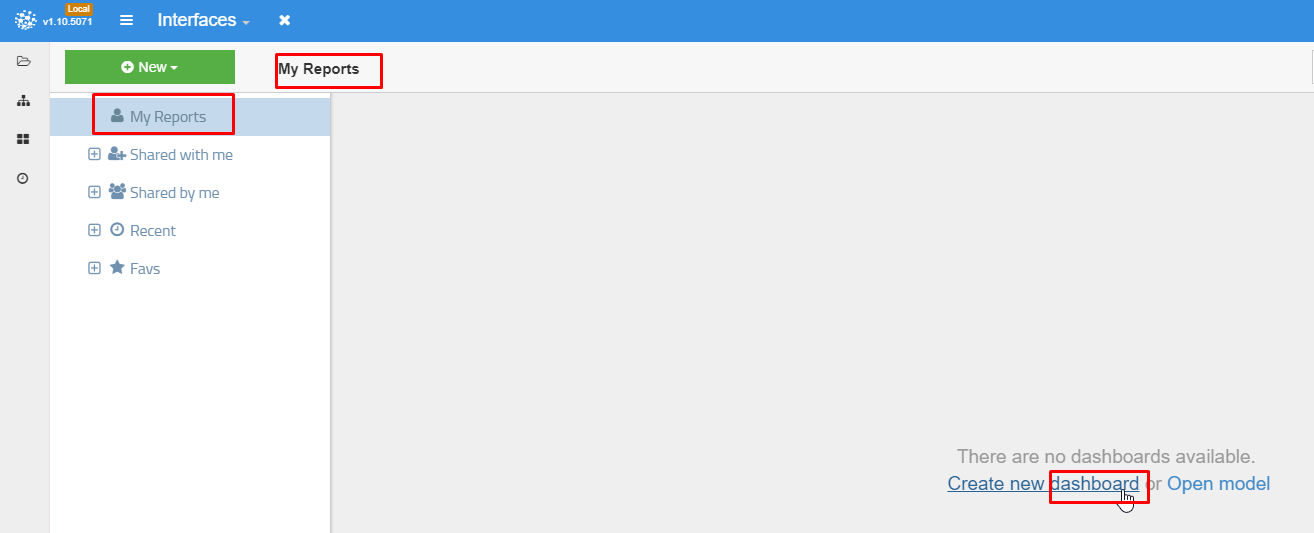 Local
v1.10.5071
Interfaces
New
My Reports
My Reports
Shared with me
Shared by me
Recent
Favs
There are no dashboards available.
Create new dashboard or Open model